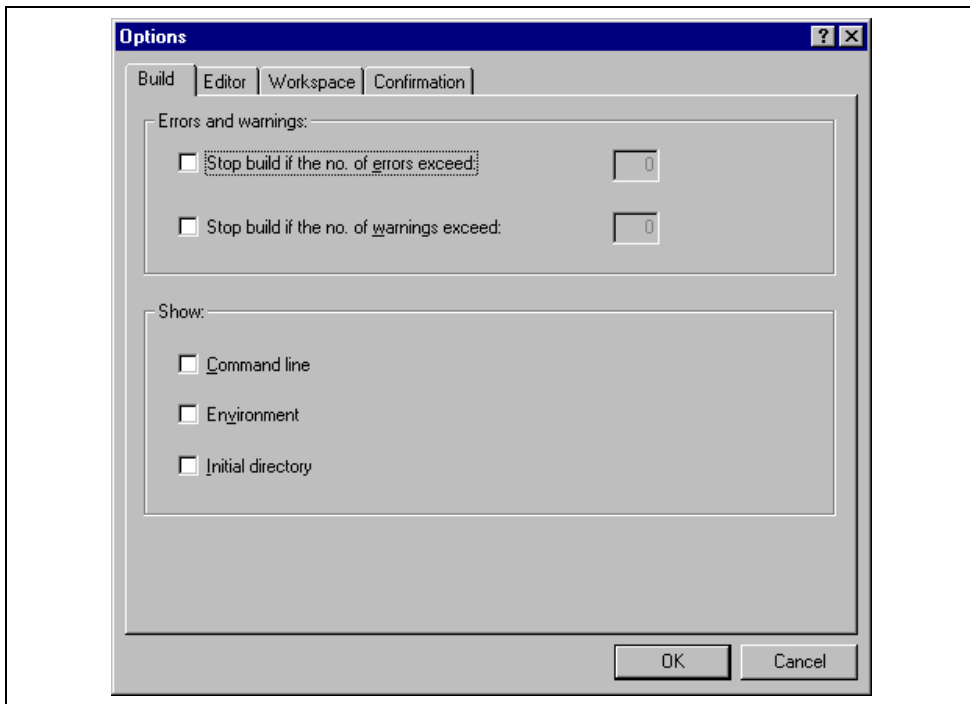 Options
Build Editor Workspace Confirmation
Errors and warnings:
Stop build if the no. of errors exceed: 0
Stop build if the no. of warnings exceed: 0
Show:
Command line
Environment
Initial directory
OK Cancel